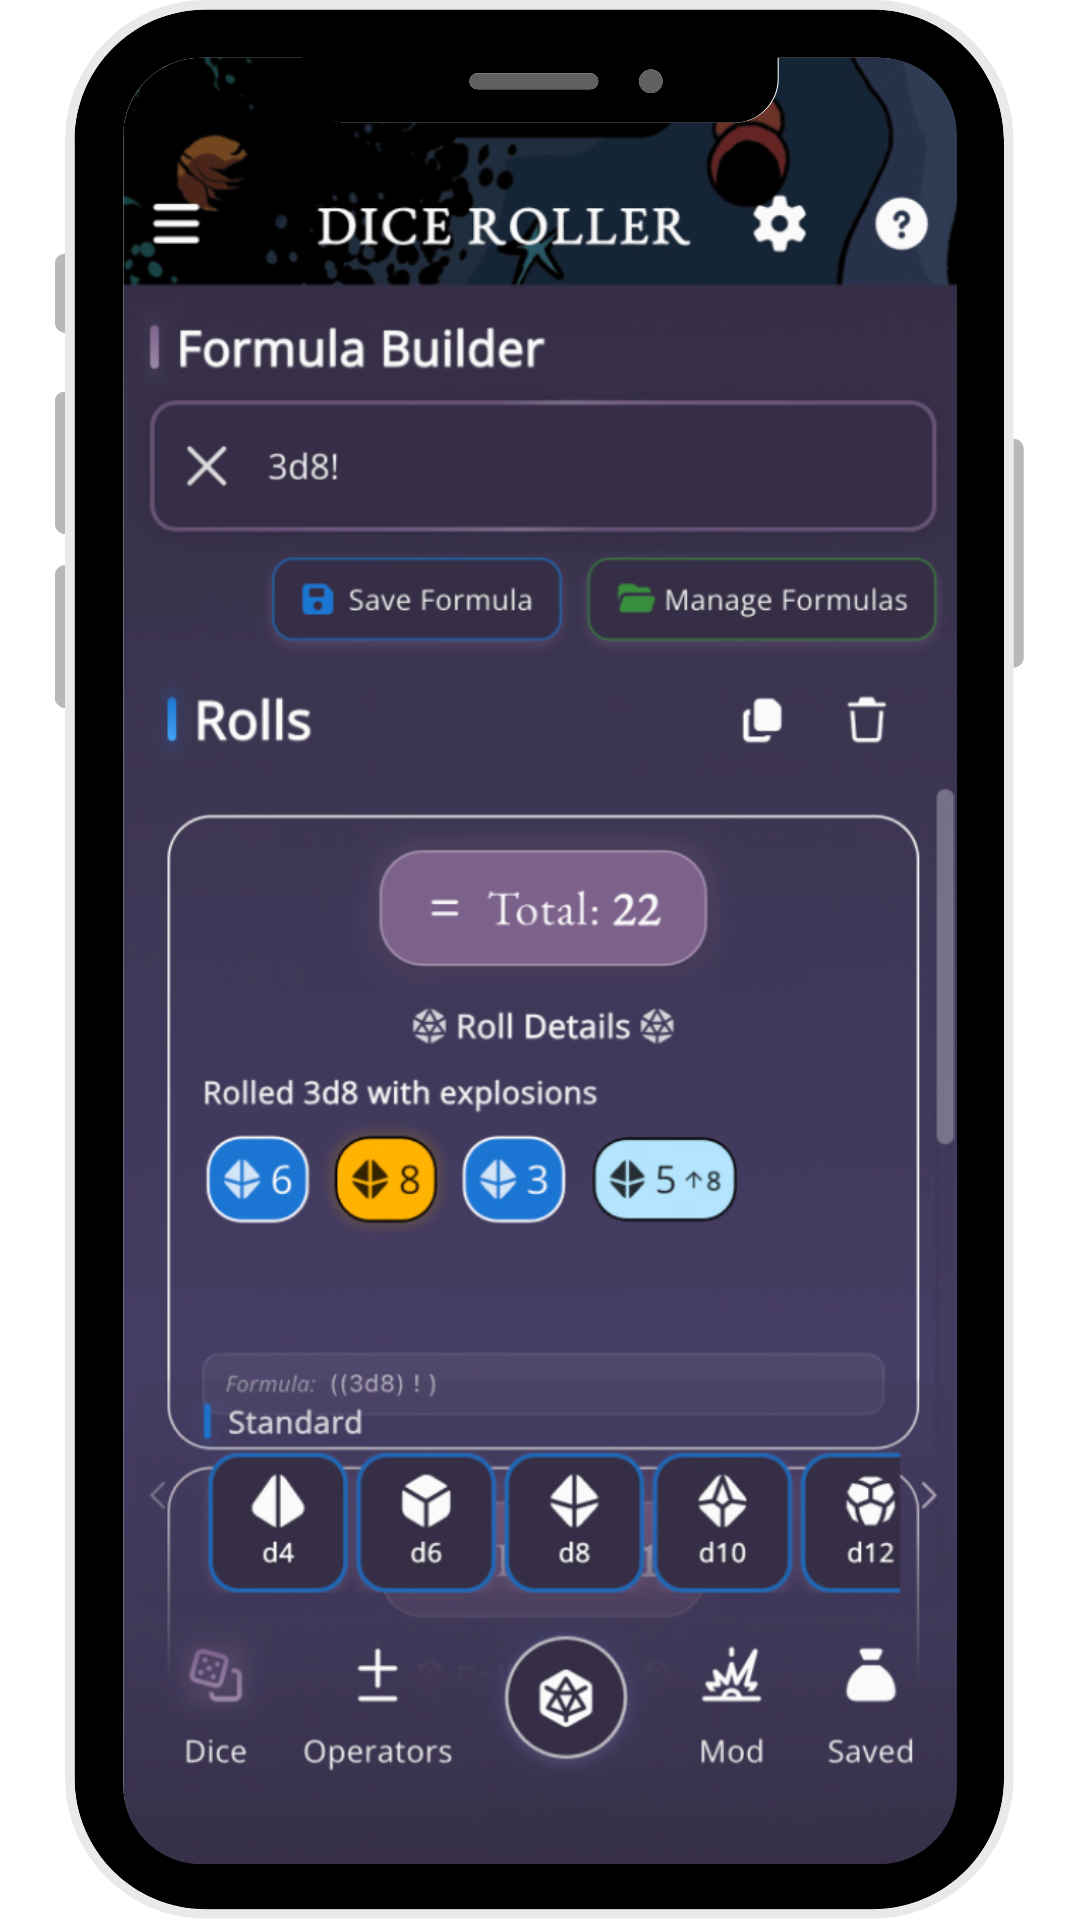 DICE ROLLER
?
Formula Builder
3d8!
Save Formula
Manage Formulas
Rolls
= Total: 22
Roll Details
Rolled 3d8 with explosions
6 8 3 5 ↑8
Formula: ((3d8) ! )
Standard
d4 d6 d8 d10 d12
Dice Operators Mod Saved